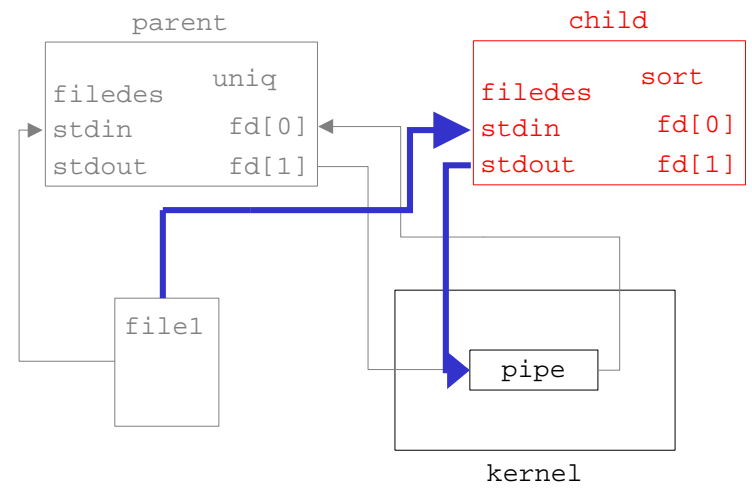 parent
uniq
filedes
stdin fd[0]
stdout fd[1]
child
sort
filedes
stdin fd[0]
stdout fd[1]
file1
pipe
kernel